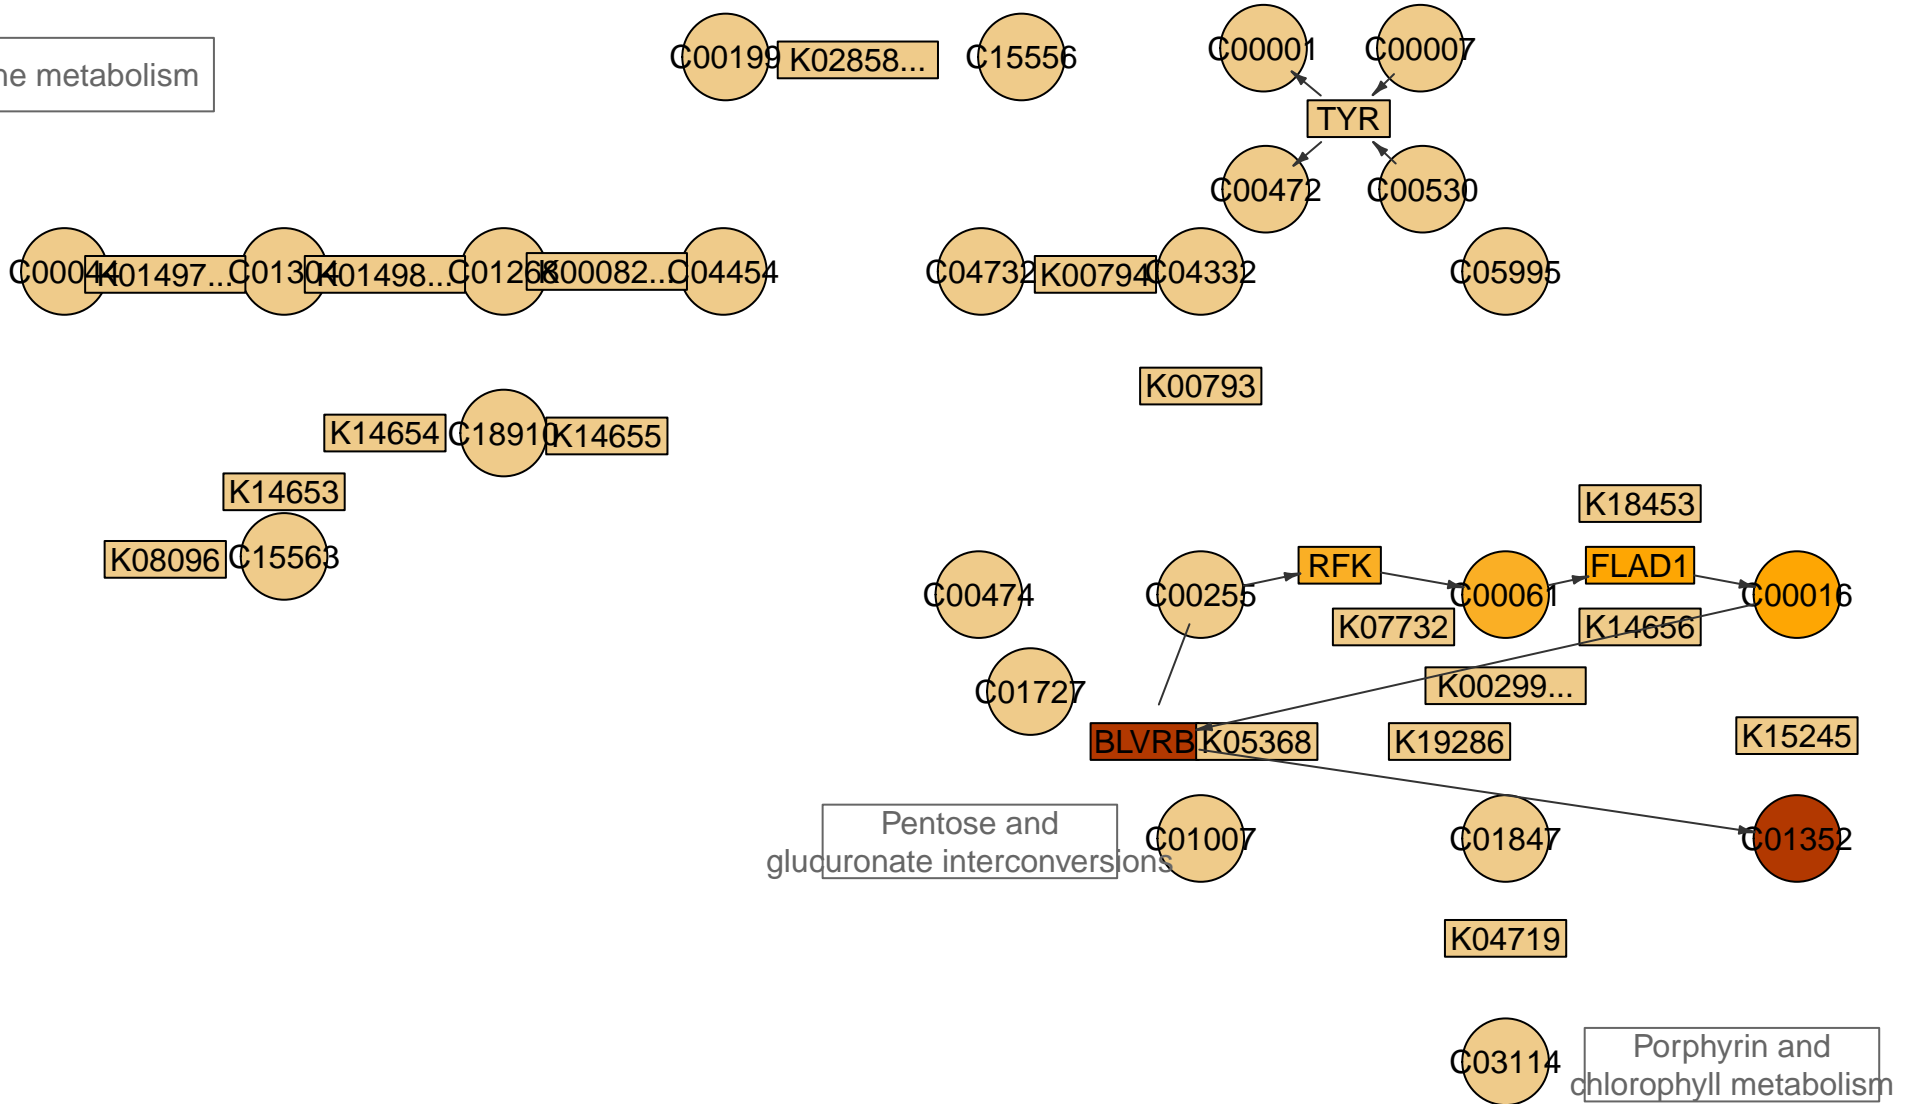 ne metabolism
C00199
K02858...
C15556
C00001
C00007
TYR
C00472
C00530
C00044
K01497...
C01304
K01498...
C01268
K00082...
C04454
C04732
K00794
C04332
C05995
K00793
K14654
C18910
K14655
K14653
K08096
C15563
K18453
RFK
FLAD1
C00474
C00255
C00061
C00016
K07732
K14656
C01727
K00299...
BLVRB
K05368
K19286
K15245
Pentose and
glucuronate interconversions
C01007
C01847
C01352
K04719
C03114
Porphyrin and
chlorophyll metabolism